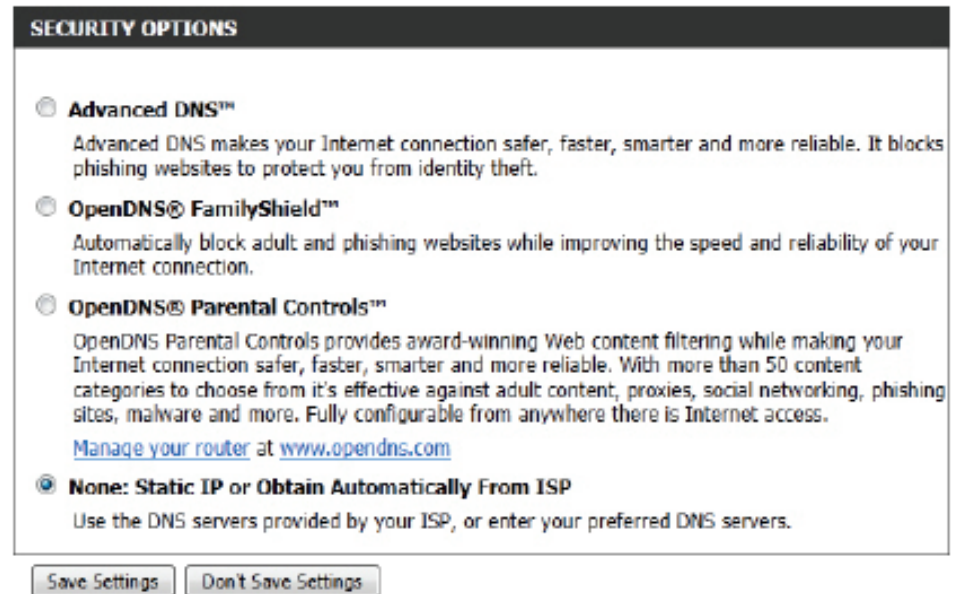 SECURITY OPTIONS
Advanced DNS™
Advanced DNS makes your Internet connection safer, faster, smarter and more reliable. It blocks
phishing websites to protect you from identity theft.
OpenDNS® FamilyShield™
Automatically block adult and phishing websites while improving the speed and reliability of your
Internet connection.
OpenDNS® Parental Controls™
OpenDNS Parental Controls provides award-winning Web content filtering while making your
Internet connection safer, faster, smarter and more reliable. With more than 50 content
categories to choose from it's effective against adult content, proxies, social networking, phishing
sites, malware and more. Fully configurable from anywhere there is Internet access.
Manage your router at www.opendns.com
None: Static IP or Obtain Automatically From ISP
Use the DNS servers provided by your ISP, or enter your preferred DNS servers.
Save Settings Don't Save Settings